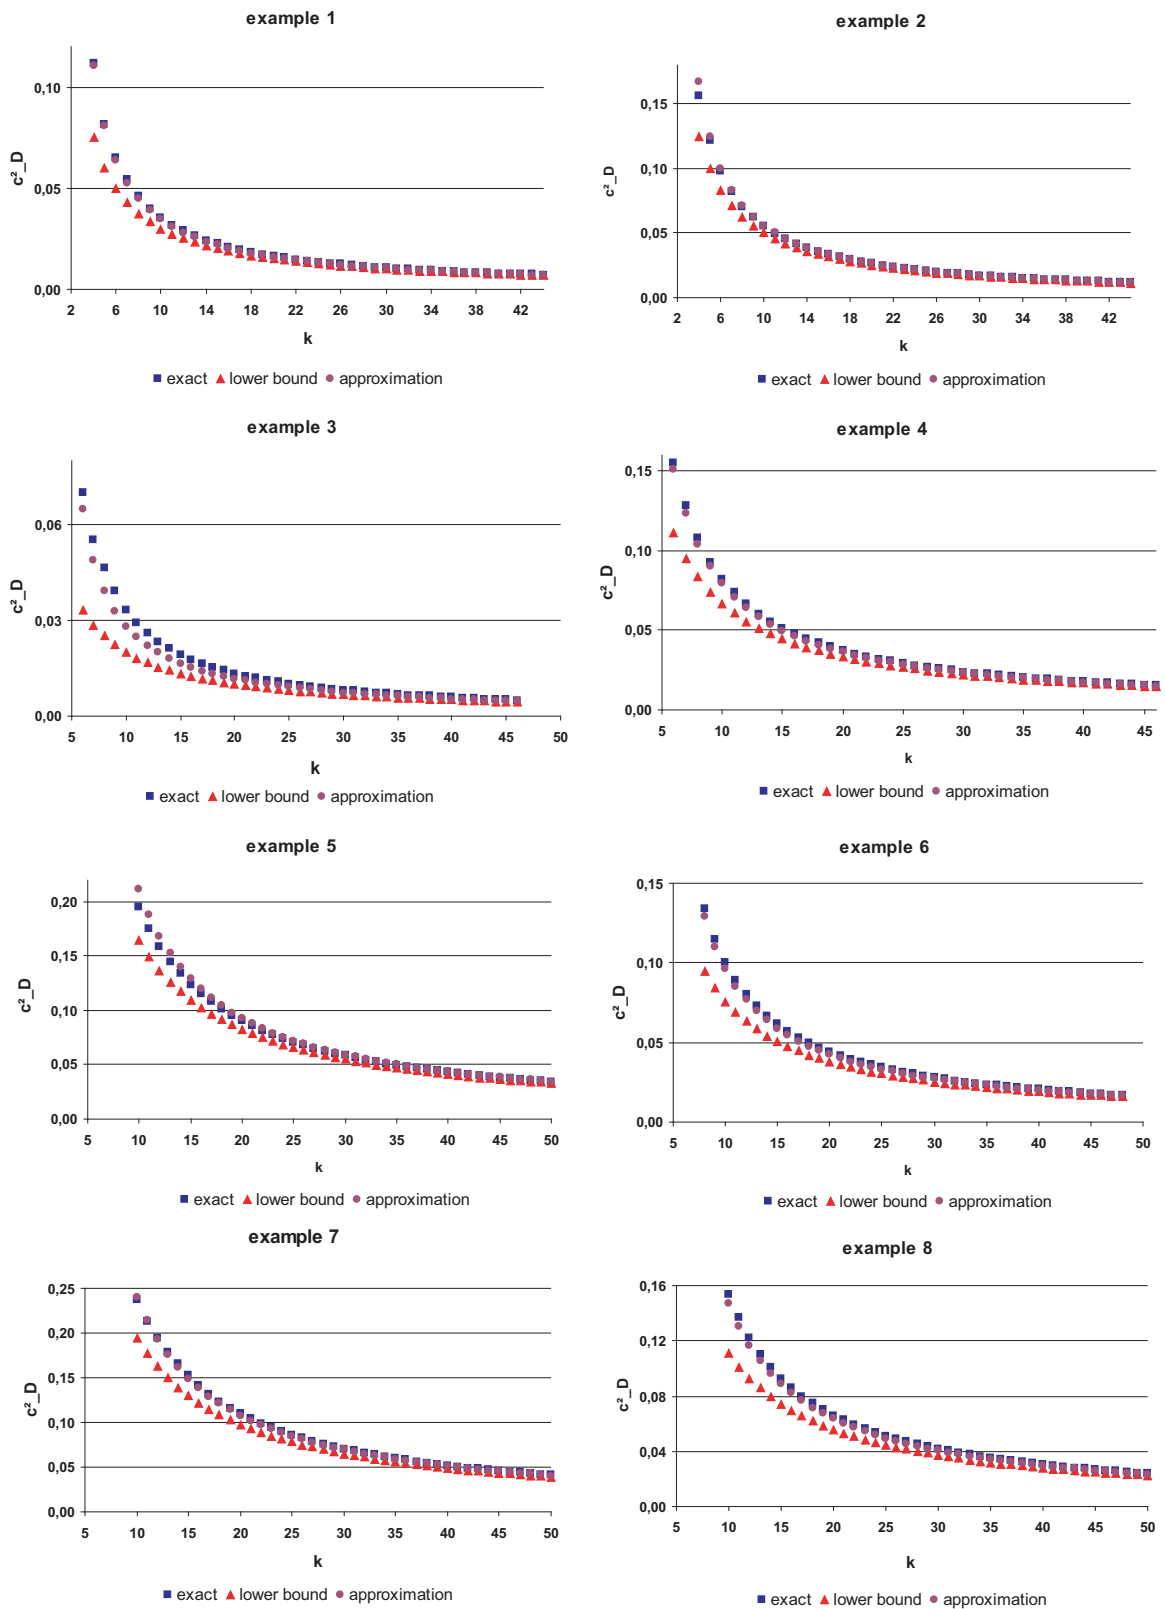 example 1
0,10
0,05
0,00
c²_D
2 6 10 14 18 22 26 30 34 38 42
k
exact lower bound approximation
example 2
0,15
0,10
0,05
0,00
c²_D
2 6 10 14 18 22 26 30 34 38 42
k
exact lower bound approximation
example 3
0,06
0,03
0,00
c²_D
5 10 15 20 25 30 35 40 45 50
k
exact lower bound approximation
example 4
0,15
0,10
0,05
0,00
c²_D
5 10 15 20 25 30 35 40 45
k
exact lower bound approximation
example 5
0,20
0,15
0,10
0,05
0,00
c²_D
5 10 15 20 25 30 35 40 45 50
k
exact lower bound approximation
example 6
0,15
0,10
0,05
0,00
c²_D
5 10 15 20 25 30 35 40 45 50
k
exact lower bound approximation
example 7
0,25
0,20
0,15
0,10
0,05
0,00
c²_D
5 10 15 20 25 30 35 40 45 50
k
exact lower bound approximation
example 8
0,16
0,12
0,08
0,04
0,00
c²_D
5 10 15 20 25 30 35 40 45 50
k
exact lower bound approximation